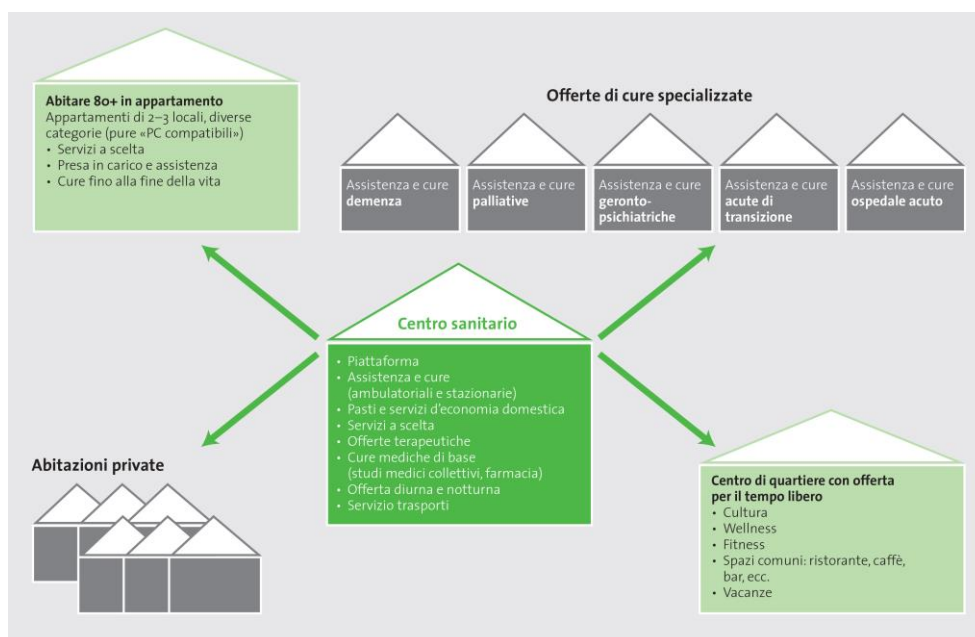 Abitare 80+ in appartamento
Appartamenti di 2–3 locali, diverse
categorie (pure «PC compatibili»)
• Servizi a scelta
• Presa in carico e assistenza
• Cure fino alla fine della vita
Offerte di cure specializzate
Assistenza e cure
demenza
Assistenza e cure
palliative
Assistenza e cure
geronto-
psichiatriche
Assistenza e cure
acute di
transizione
Assistenza e cure
ospedale acuto
Centro sanitario
• Piattaforma
• Assistenza e cure
(ambulatoriali e stazionarie)
• Pasti e servizi d'economia domestica
• Servizi a scelta
• Offerte terapeutiche
• Cure mediche di base
(studi medici collettivi, farmacia)
• Offerta diurna e notturna
• Servizio trasporti
Abitazioni private
Centro di quartiere con offerta
per il tempo libero
• Cultura
• Wellness
• Fitness
• Spazi comuni: ristorante, caffè,
bar, ecc.
• Vacanze